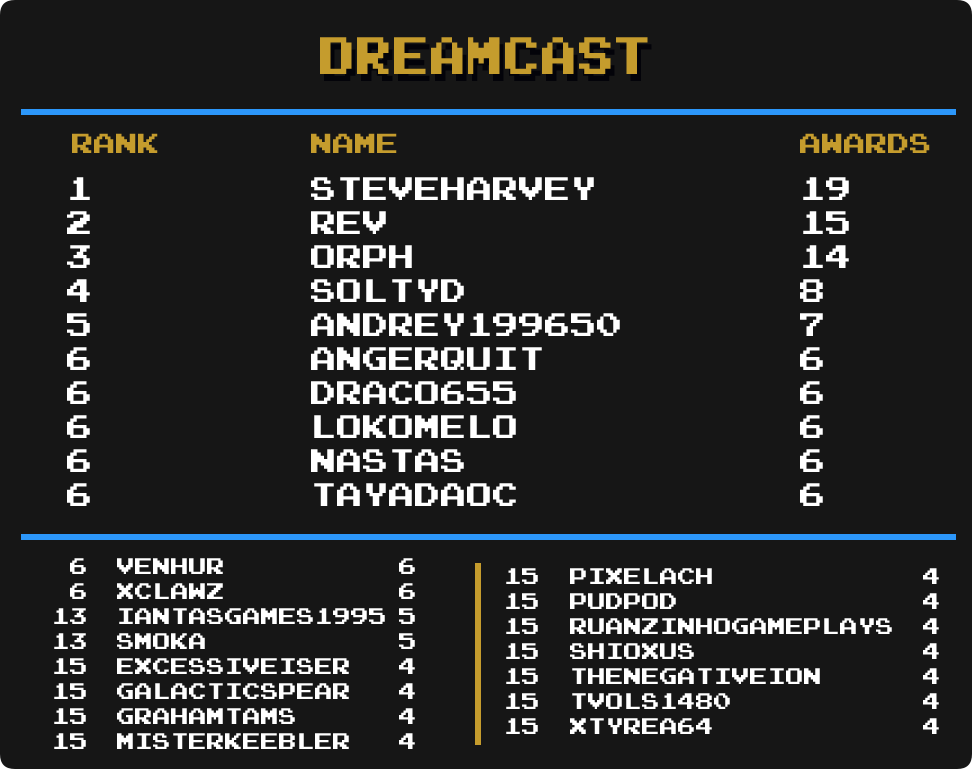 DREAMCAST
RANK NAME AWARDS
1 STEVEHARVEY 19
2 REV 15
3 ORPH 14
4 SOLTYD 8
5 ANDREY199650 7
6 ANGERQUIT 6
6 DRACO655 6
6 LOKOMELO 6
6 NASTAS 6
6 TAYADAOC 6
6 VENHUR 6
6 XCLAWZ 6
13 IANTASGAMES1995 5
13 SMOKA 5
15 EXCESSIVEISER 4
15 GALACTICSPEAR 4
15 GRAHAMTAMS 4
15 MISTERKEEBLER 4
15 PIXELACH 4
15 PUDPOD 4
15 RUANZINHOGAMEPLAYS 4
15 SHIOXUS 4
15 THENEGATIVEION 4
15 TVOLS1480 4
15 XTYREA64 4